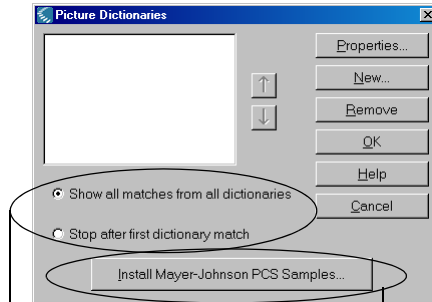 Picture Dictionaries
Properties...
New...
Remove
OK
Help
Cancel
Show all matches from all dictionaries
Stop after first dictionary match
Install Mayer-Johnson PCS Samples...